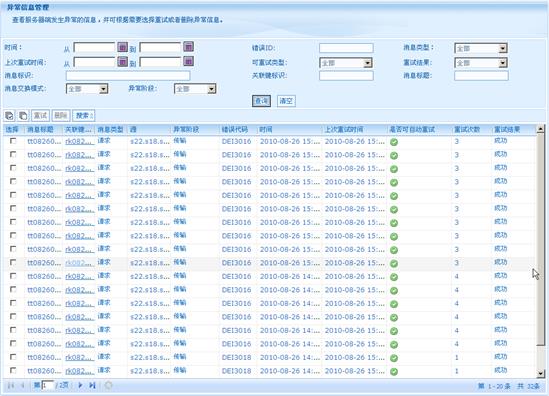 异常信息管理
查看服务器端发生异常的信息，并可根据需要选择重试或者删除异常信息。
时间： 从 到 错误ID： 消息类型： 全部
上次重试时间： 从 到 可重试类型： 全部 重试结果： 全部
消息标识： 关联键标识： 消息标题：
消息交换模式： 全部 异常阶段： 全部
查询 清空
重试 删除 搜索
选择 消息标题 关联键... 消息类型 源 异常阶段 错误代码 时间 上次重试时间 是否可自动重试 重试次数 重试结果
tt08260... rk082... 请求 s22.s18.s... 传输 DEI3016 2010-08-26 15:... 2010-08-26 15:... 3 成功
tt08260... rk082... 请求 s22.s18.s... 传输 DEI3016 2010-08-26 15:... 2010-08-26 15:... 3 成功
tt08260... rk082... 请求 s22.s18.s... 传输 DEI3016 2010-08-26 15:... 2010-08-26 15:... 3 成功
tt08260... rk082... 请求 s22.s18.s... 传输 DEI3016 2010-08-26 15:... 2010-08-26 15:... 3 成功
tt08260... rk082... 请求 s22.s18.s... 传输 DEI3016 2010-08-26 15:... 2010-08-26 15:... 3 成功
tt08260... rk082... 请求 s22.s18.s... 传输 DEI3016 2010-08-26 15:... 2010-08-26 15:... 3 成功
tt08260... rk082... 请求 s22.s18.s... 传输 DEI3016 2010-08-26 15:... 2010-08-26 15:... 3 成功
tt08260... rk082... 请求 s22.s18.s... 传输 DEI3016 2010-08-26 15:... 2010-08-26 15:... 3 成功
tt08260... rk082... 请求 s22.s18.s... 传输 DEI3016 2010-08-26 15:... 2010-08-26 15:... 3 成功
tt08260... rk082... 请求 s22.s18.s... 传输 DEI3016 2010-08-26 15:... 2010-08-26 15:... 3 成功
tt08260... rk082... 请求 s22.s18.s... 传输 DEI3016 2010-08-26 14:... 2010-08-26 15:... 4 成功
tt08260... rk082... 请求 s22.s18.s... 传输 DEI3016 2010-08-26 14:... 2010-08-26 15:... 4 成功
tt08260... rk082... 请求 s22.s18.s... 传输 DEI3016 2010-08-26 14:... 2010-08-26 15:... 4 成功
tt08260... rk082... 请求 s22.s18.s... 传输 DEI3016 2010-08-26 14:... 2010-08-26 15:... 4 成功
tt08260... rk082... 请求 s22.s18.s... 传输 DEI3016 2010-08-26 14:... 2010-08-26 15:... 4 成功
tt08260... rk082... 请求 s22.s18.s... 传输 DEI3016 2010-08-26 14:... 2010-08-26 15:... 4 成功
tt08260... rk082... 请求 s22.s18.s... 传输 DEI3018 2010-08-26 14:... 2010-08-26 14:... 1 成功
tt08260... rk082... 请求 s22.s18.s... 传输 DEI3018 2010-08-26 14:... 2010-08-26 14:... 1 成功
第 1 / 2页 第 1 - 20 条 共 32条